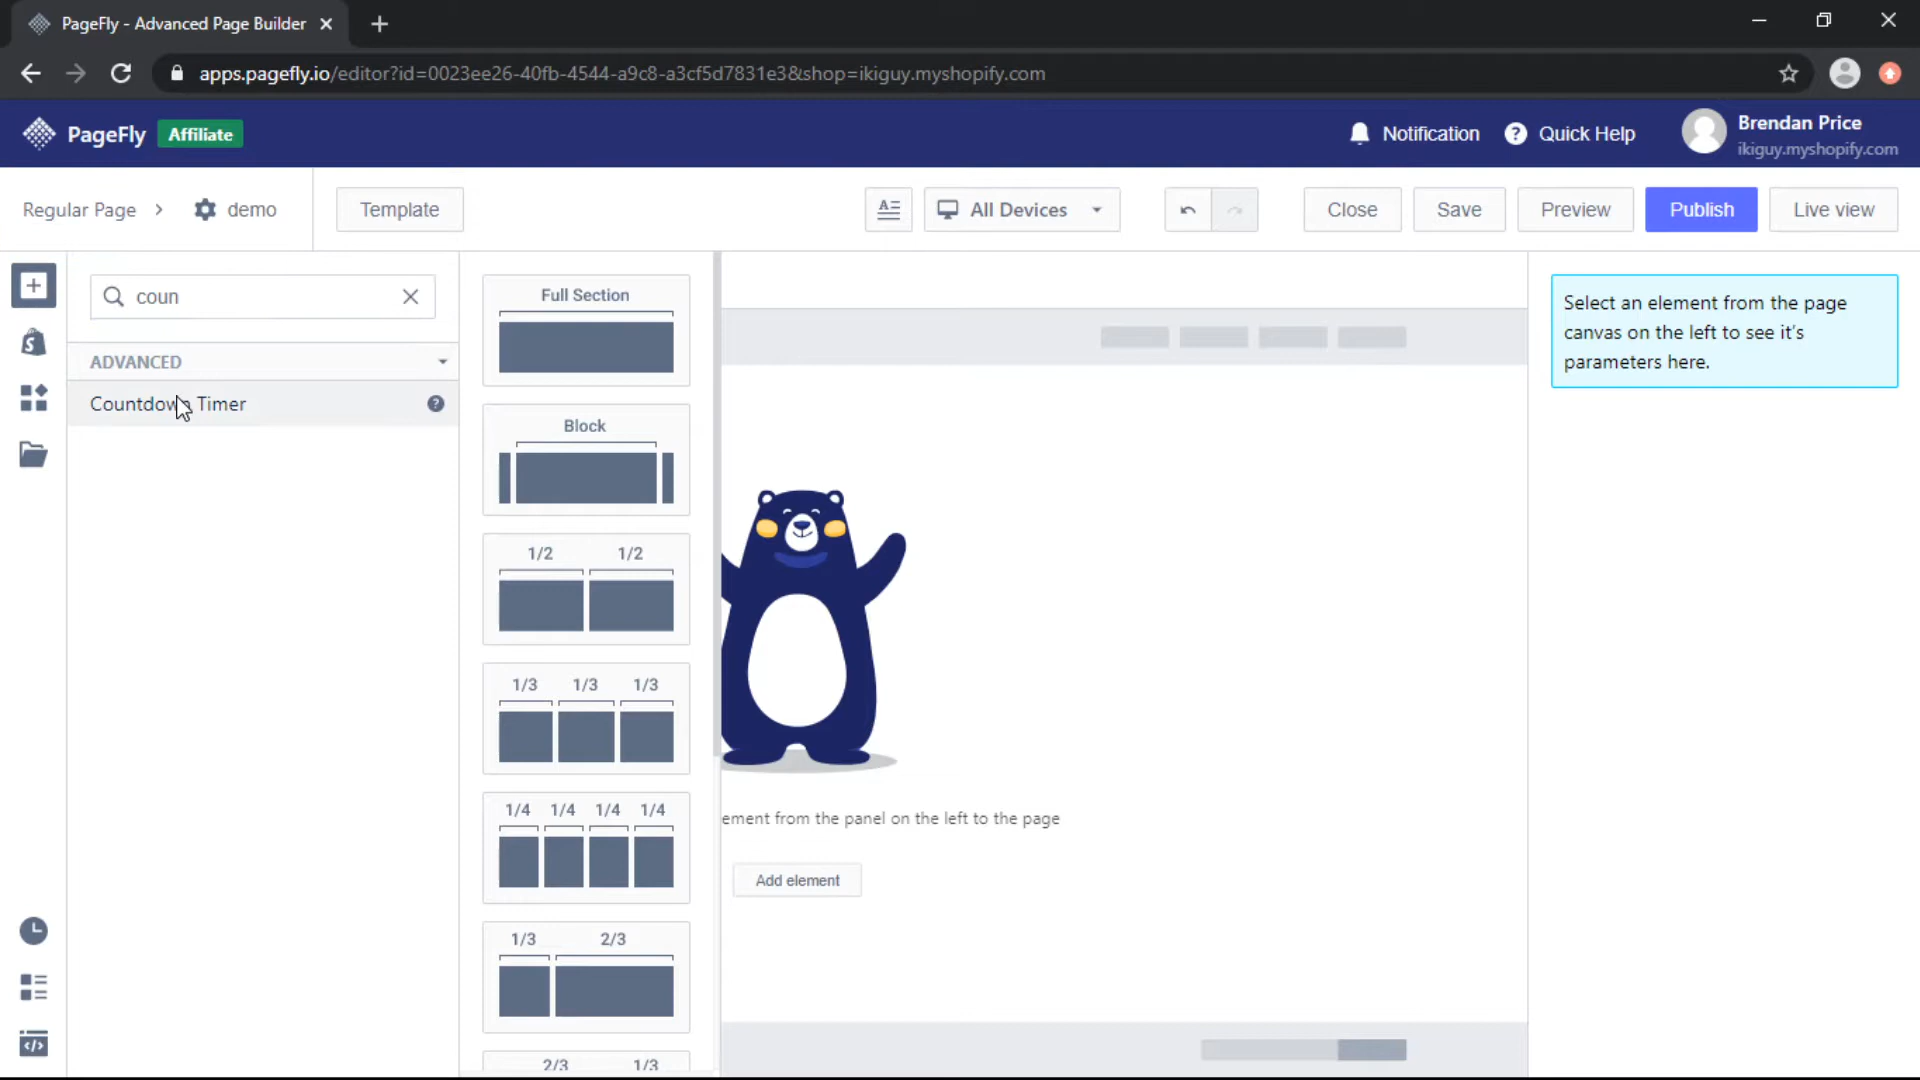 PageFly - Advanced Page Builder
apps.pagefly.io/editor?id=0023ee26-40fb-4544-a9c8-a3cf5d7831e3&shop=ikiguy.myshopify.com
PageFly Affiliate
Notification
Quick Help
Brendan Price
ikiguy.myshopify.com
Regular Page
demo
Template
All Devices
Close
Save
Preview
Publish
Live view
coun
ADVANCED
Countdown Timer
Full Section
Block
1/2 1/2
1/3 1/3 1/3
1/4 1/4 1/4 1/4
1/3 2/3
2/3 1/3
ement from the panel on the left to the page
Add element
Select an element from the page
canvas on the left to see it's
parameters here.